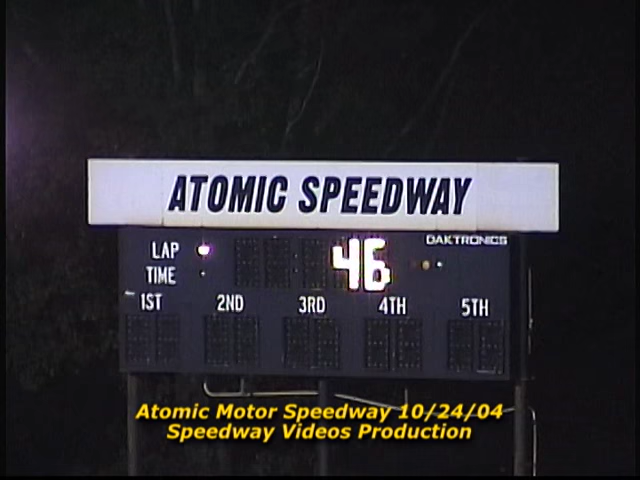 ATOMIC SPEEDWAY
DAKTRONICS
LAP
46
TIME
1ST 2ND 3RD 4TH 5TH
Atomic Motor Speedway 10/24/04
Speedway Videos Production